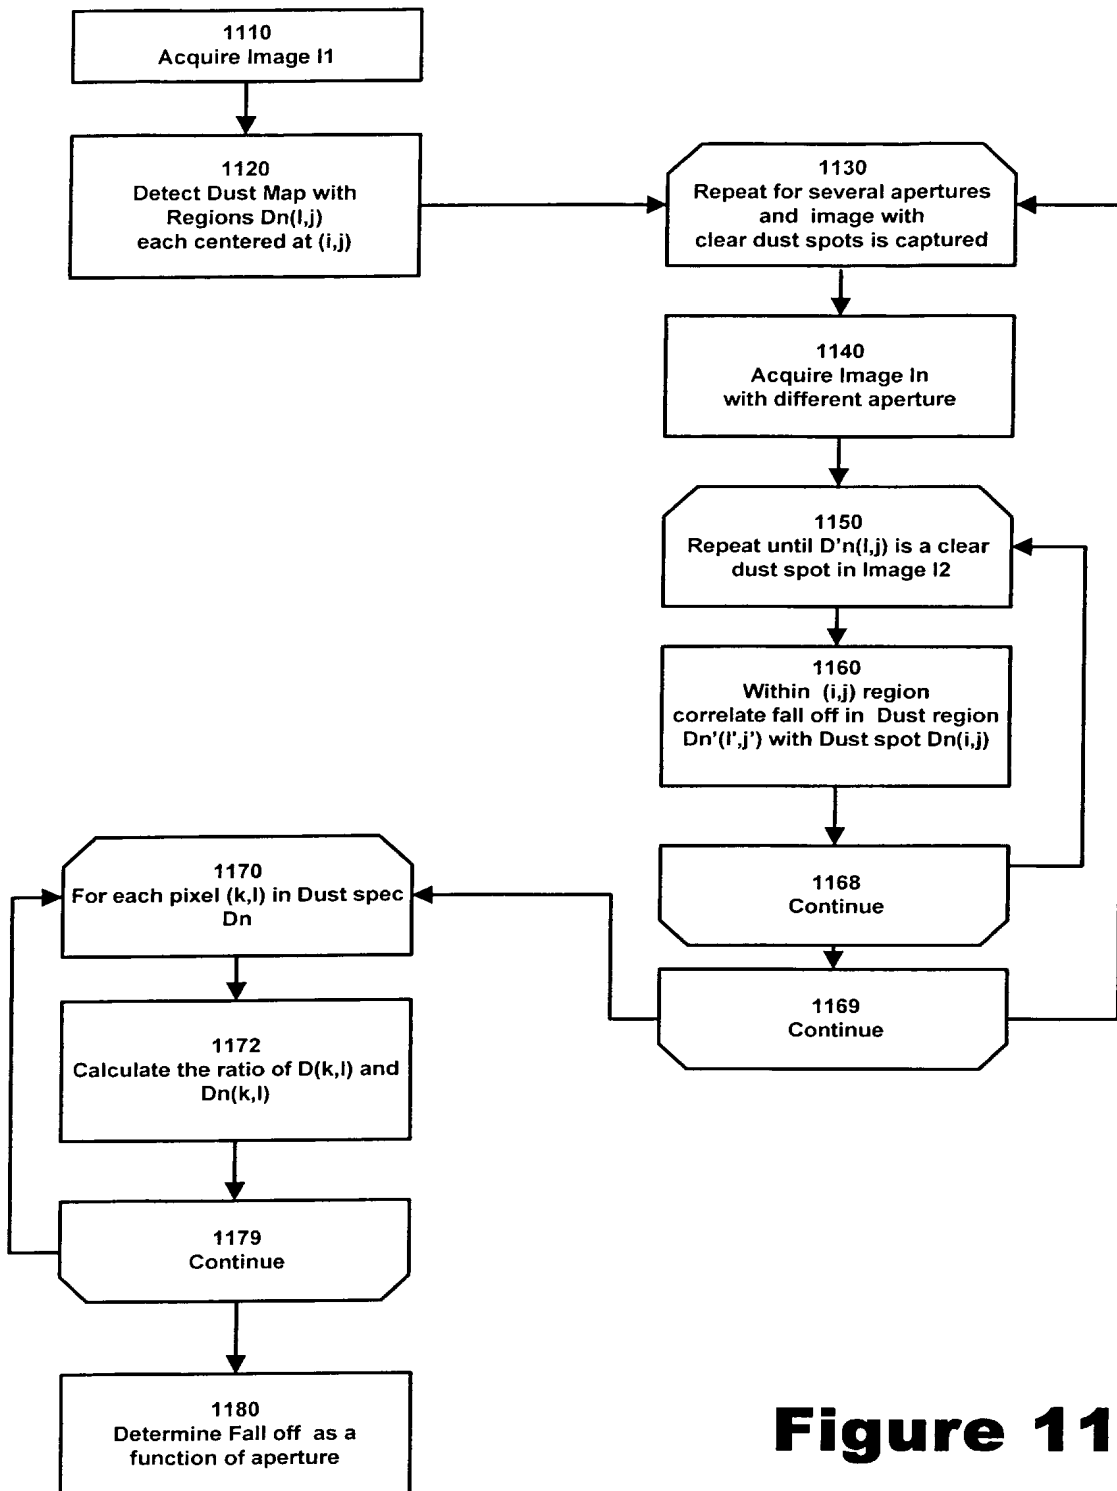 1110
Acquire Image I1
1120
Detect Dust Map with
Regions Dn(I,j)
each centered at (i,j)
1130
Repeat for several apertures
and image with
clear dust spots is captured
1140
Acquire Image In
with different aperture
1150
Repeat until D'n(I,j) is a clear
dust spot in Image I2
1160
Within (i,j) region
correlate fall off in Dust region
Dn'(I',j') with Dust spot Dn(i,j)
1168
Continue
1169
Continue
1170
For each pixel (k,l) in Dust spec
Dn
1172
Calculate the ratio of D(k,l) and
Dn(k,l)
1179
Continue
1180
Determine Fall off as a
function of aperture
Figure 11